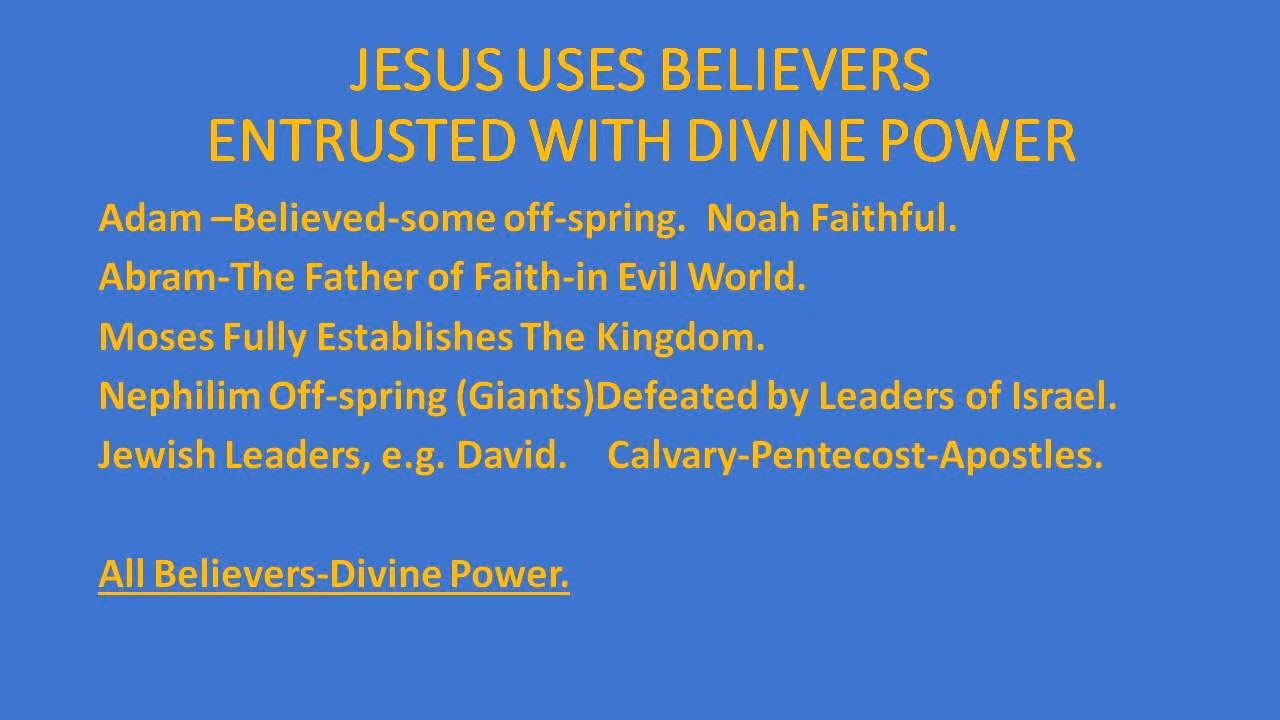 JESUS USES BELIEVERS
ENTRUSTED WITH DIVINE POWER
Adam –Believed-some off-spring.  Noah Faithful.
Abram-The Father of Faith-in Evil World.
Moses Fully Establishes The Kingdom.
Nephilim Off-spring (Giants)Defeated by Leaders of Israel.
Jewish Leaders, e.g. David.    Calvary-Pentecost-Apostles.
All Believers-Divine Power.